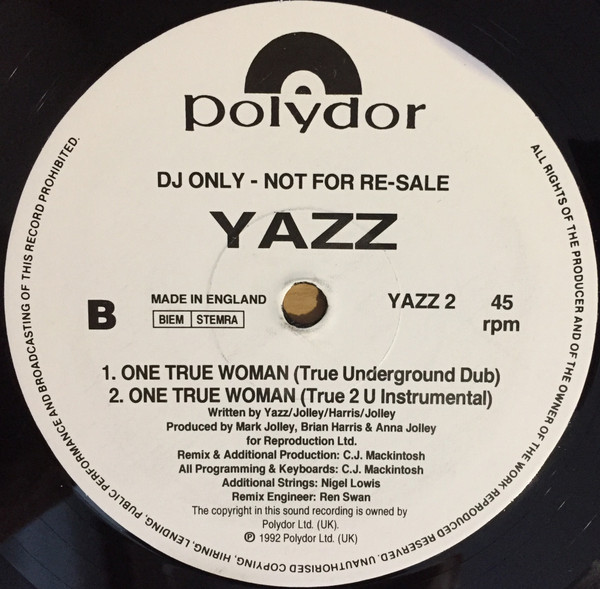 polydor
DJ ONLY - NOT FOR RE-SALE
YAZZ
B
MADE IN ENGLAND
BIEM STEMRA
YAZZ 2
45
rpm
1. ONE TRUE WOMAN (True Underground Dub)
2. ONE TRUE WOMAN (True 2 U Instrumental)
Written by Yazz/Jolley/Harris/Jolley
Produced by Mark Jolley, Brian Harris & Anna Jolley
for Reproduction Ltd.
Remix & Additional Production: C.J. Mackintosh
All Programming & Keyboards: C.J. Mackintosh
Additional Strings: Nigel Lowis
Remix Engineer: Ren Swan
The copyright in this sound recording is owned by
Polydor Ltd. (UK).
℗ 1992 Polydor Ltd. (UK)
ALL RIGHTS OF THE PRODUCER AND OF THE OWNER OF THE WORK REPRODUCED RESERVED. UNAUTHORISED COPYING, HIRING, LENDING, PUBLIC PERFORMANCE AND BROADCASTING OF THIS RECORD PROHIBITED.